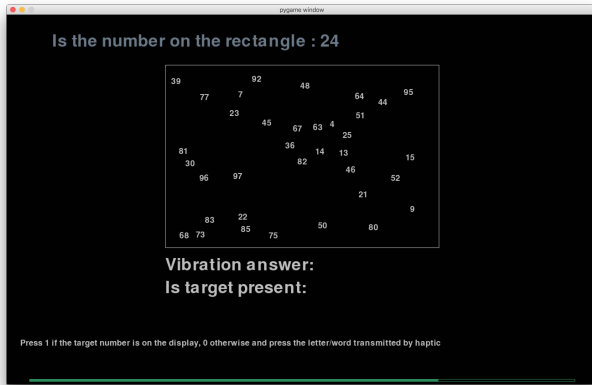 pygame window
Is the number on the rectangle : 24
39 92 48
77 7 64 44 95
23 45 67 63 4 51
25
81 36 14 13 15
30 82
96 97 46 52
21
9
83 22 50 80
68 73 85 75
Vibration answer:
Is target present:
Press 1 if the target number is on the display, 0 otherwise and press the letter/word transmitted by haptic